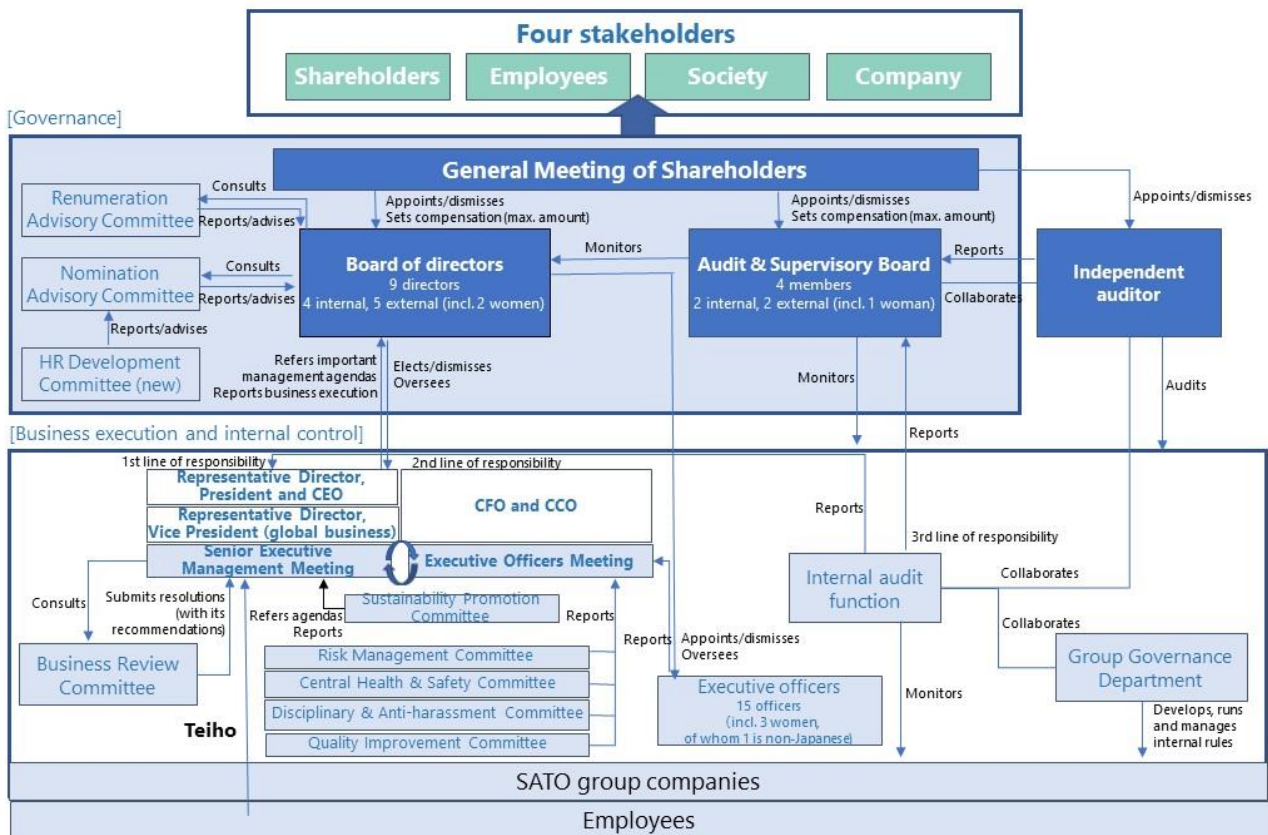 Four stakeholders
Shareholders
Employees
Society
Company
[Governance]
General Meeting of Shareholders
Renumeration
Advisory Committee
Consults
Reports/advises
Appoints/dismisses
Sets compensation (max. amount)
Appoints/dismisses
Sets compensation (max. amount)
Appoints/dismisses
Nomination
Advisory Committee
Consults
Reports/advises
Board of directors
9 directors
4 internal, 5 external (incl. 2 women)
Monitors
Audit & Supervisory Board
4 members
2 internal, 2 external (incl. 1 woman)
Reports
Collaborates
Independent
auditor
Reports/advises
HR Development
Committee (new)
Refers important
management agendas
Reports business execution
Elects/dismisses
Oversees
Monitors
Audits
[Business execution and internal control]
Reports
1st line of responsibility
2nd line of responsibility
Representative Director,
President and CEO
CFO and CCO
Representative Director,
Vice President (global business)
Senior Executive
Management Meeting
Executive Officers Meeting
Reports
3rd line of responsibility
Internal audit
function
Collaborates
Collaborates
Consults
Submits resolutions
(with its
recommendations)
Refers agendas
Reports
Sustainability Promotion
Committee
Reports
Reports
Appoints/dismisses
Oversees
Business Review
Committee
Risk Management Committee
Central Health & Safety Committee
Disciplinary & Anti-harassment Committee
Quality Improvement Committee
Teiho
Executive officers
15 officers
(incl. 3 women,
of whom 1 is non-Japanese)
Monitors
Group Governance
Department
Develops, runs
and manages
internal rules
SATO group companies
Employees